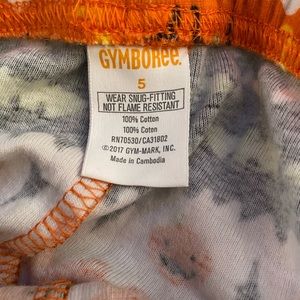 GYMBOREE.
5
WEAR SNUG-FITTING
NOT FLAME RESISTANT
100% Cotton
100% Coton
RN70530/CA31802
©2017 GYM-MARK, INC.
Made in Cambodia